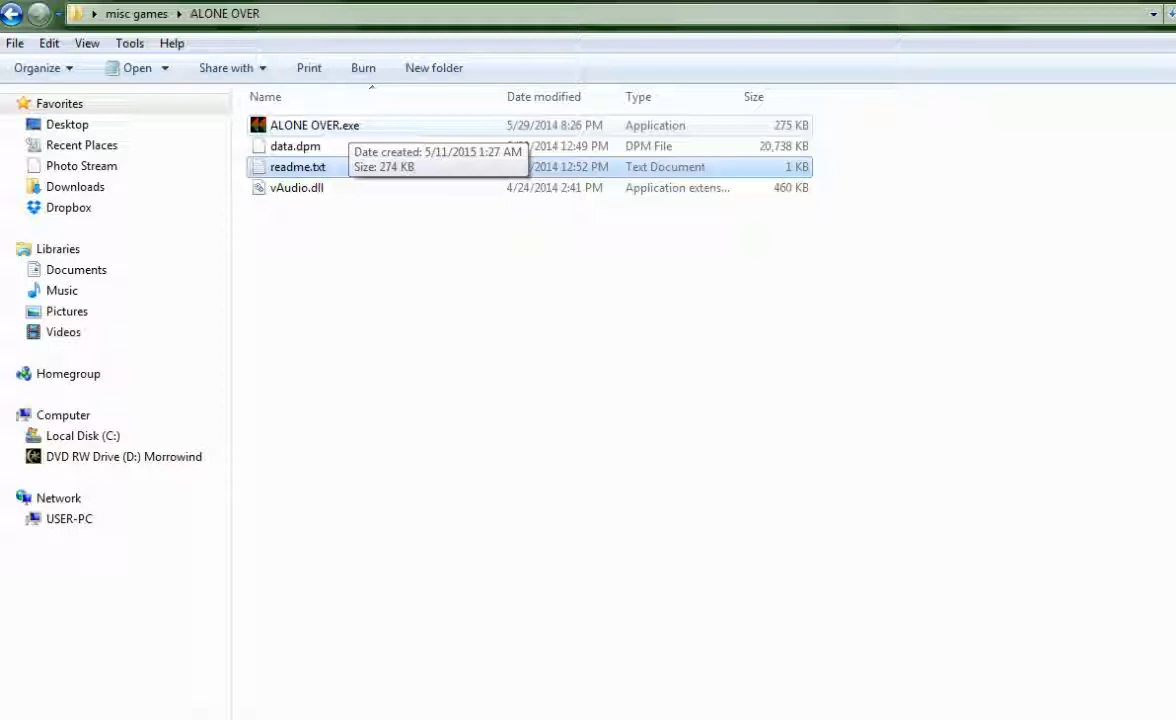 misc games ALONE OVER
File Edit View Tools Help
Organize Open Share with Print Burn New folder
Name Date modified Type Size
Favorites
Desktop
Recent Places
Photo Stream
Downloads
Dropbox
Libraries
Documents
Music
Pictures
Videos
Homegroup
Computer
Local Disk (C:)
DVD RW Drive (D:) Morrowind
Network
USER-PC
ALONE OVER.exe 5/29/2014 8:26 PM Application 275 KB
data.dpm /2014 12:49 PM DPM File 20,738 KB
readme.txt /2014 12:52 PM Text Document 1 KB
vAudio.dll 4/24/2014 2:41 PM Application extens... 460 KB
Date created: 5/11/2015 1:27 AM
Size: 274 KB